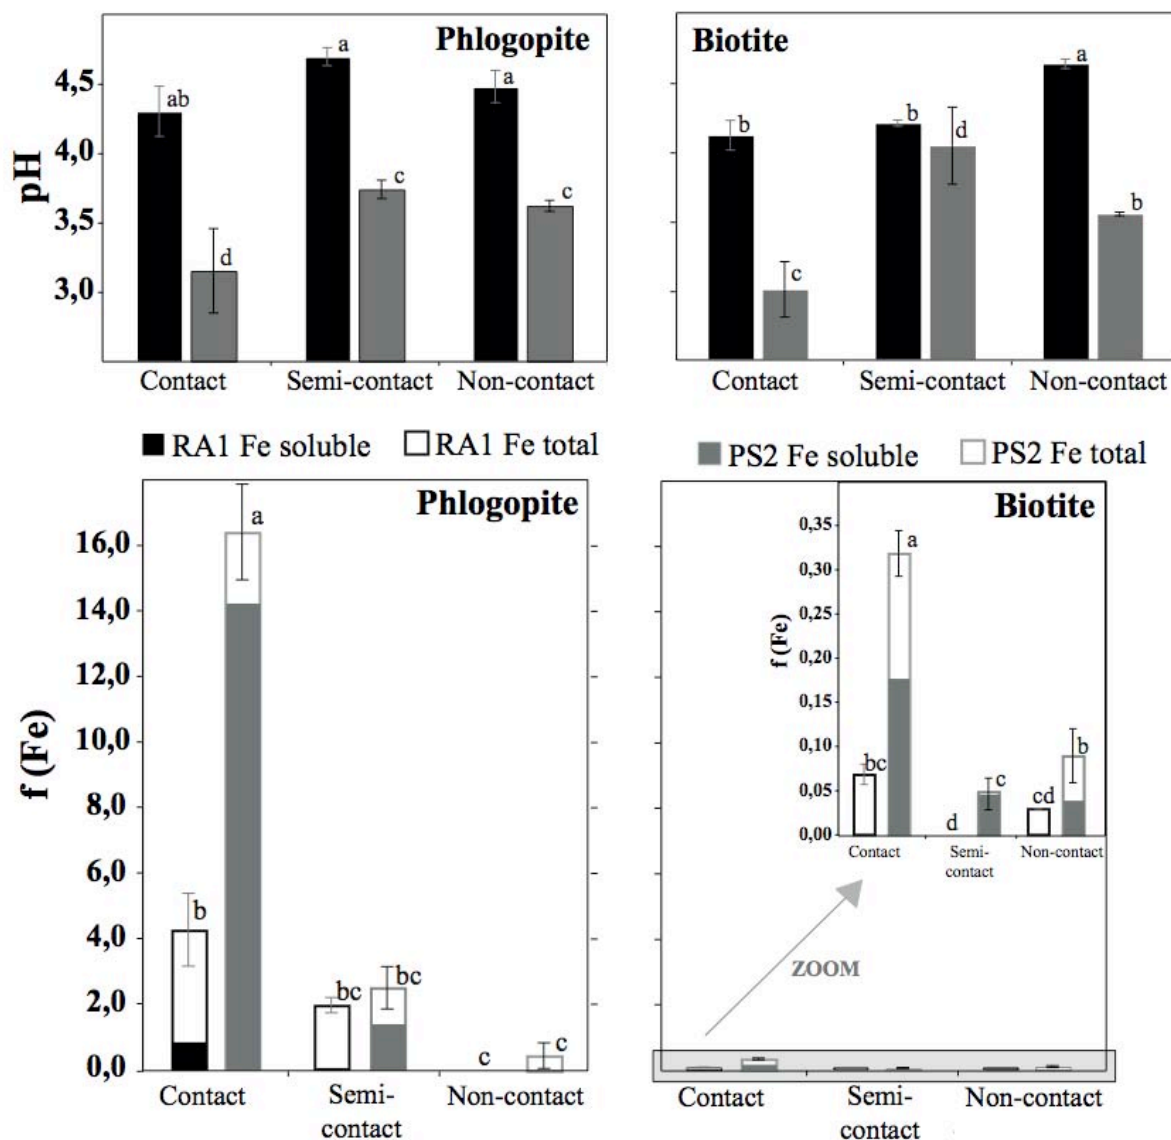 Phlogopite
pH
4,5
4,0
3,5
3,0
ab
d
a
c
a
c
Contact
Semi-contact
Non-contact
Biotite
b
c
b
d
a
b
Contact
Semi-contact
Non-contact
RA1 Fe soluble
RA1 Fe total
PS2 Fe soluble
PS2 Fe total
Phlogopite
f (Fe)
16,0
14,0
12,0
10,0
8,0
6,0
4,0
2,0
0,0
b
a
bc
bc
c
c
Contact
Semi-
contact
Non-contact
Biotite
f (Fe)
0,35
0,30
0,25
0,20
0,15
0,10
0,05
0,00
bc
a
d
c
cd
b
Contact
Semi-
contact
Non-contact
ZOOM
Contact
Semi-
contact
Non-contact